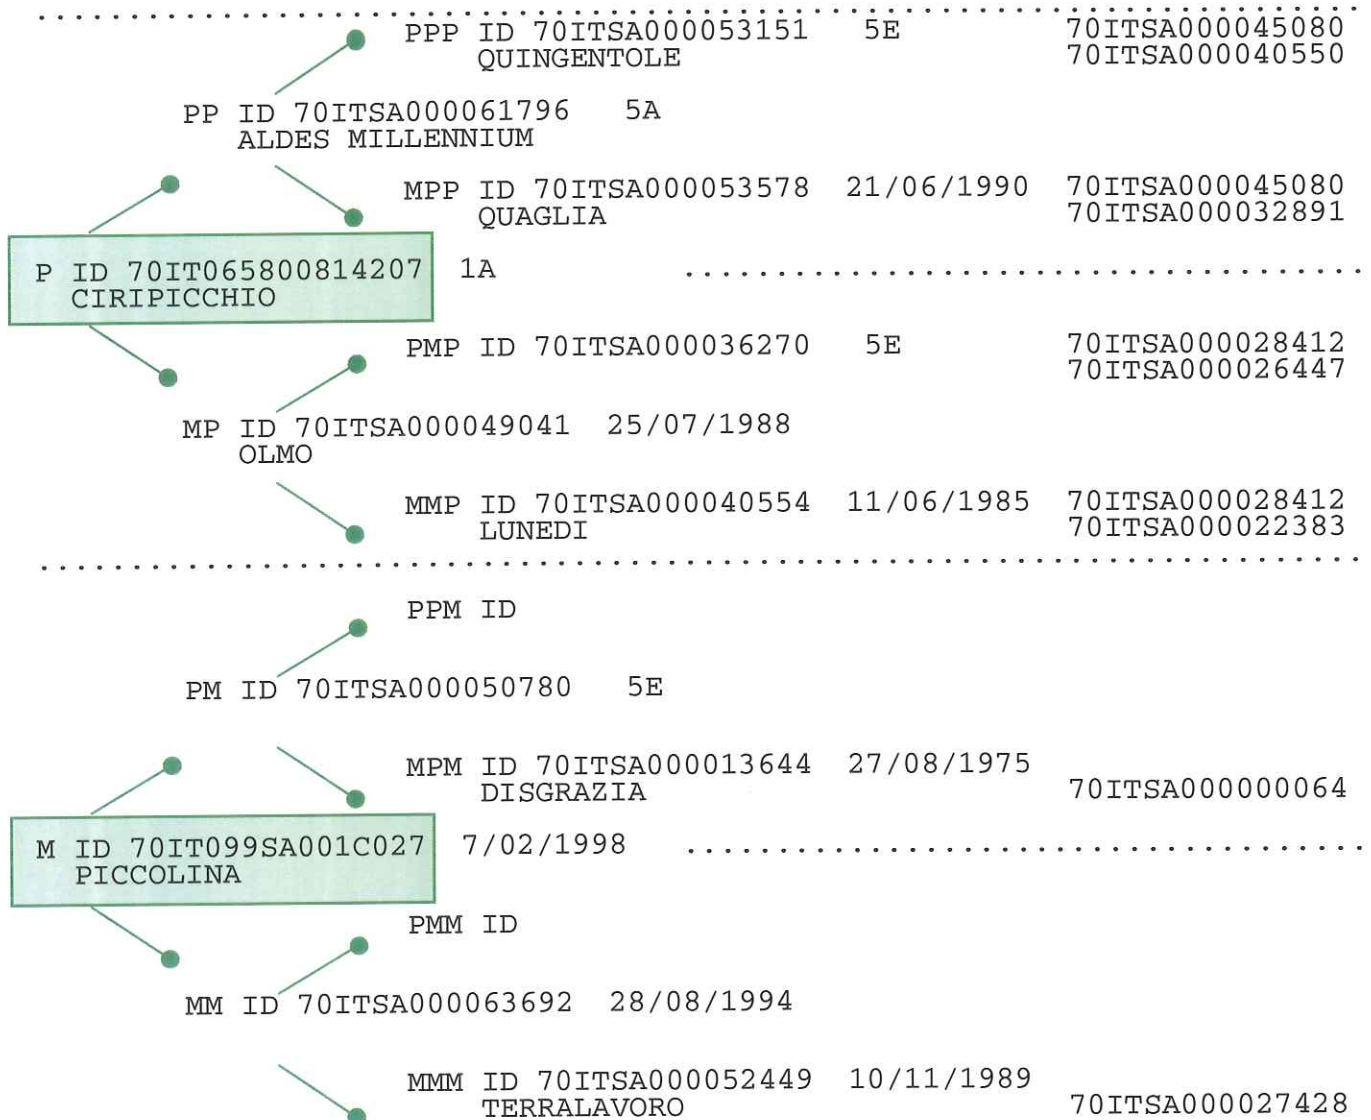 PPP ID 70ITSA000053151 5E 70ITSA000045080
QUINGENTOLE 70ITSA000040550
PP ID 70ITSA000061796 5A
ALDES MILLENNIUM
MPP ID 70ITSA000053578 21/06/1990 70ITSA000045080
QUAGLIA 70ITSA000032891
P ID 70IT065800814207 1A
CIRIPICCHIO
PMP ID 70ITSA000036270 5E 70ITSA000028412
70ITSA000026447
MP ID 70ITSA000049041 25/07/1988
OLMO
MMP ID 70ITSA000040554 11/06/1985 70ITSA000028412
LUNEDI 70ITSA000022383
PPM ID
PM ID 70ITSA000050780 5E
MPM ID 70ITSA000013644 27/08/1975
DISGRAZIA 70ITSA000000064
M ID 70IT099SA001C027 7/02/1998
PICCOLINA
PMM ID
MM ID 70ITSA000063692 28/08/1994
MMM ID 70ITSA000052449 10/11/1989
TERRALAVORO 70ITSA000027428